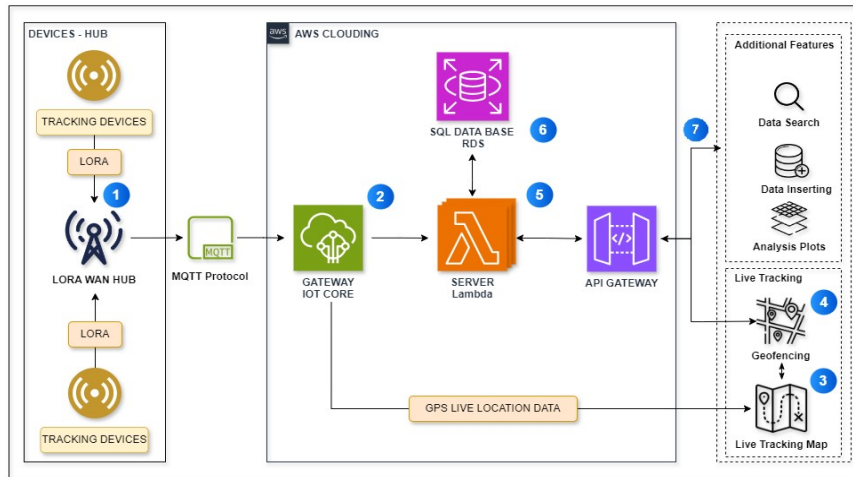 DEVICES - HUB
TRACKING DEVICES
LORA
1
LORA WAN HUB
LORA
TRACKING DEVICES
MQTT
MQTT Protocol
aws
AWS CLOUDING
SQL DATA BASE
RDS
6
2
GATEWAY
IOT CORE
5
SERVER
Lambda
API GATEWAY
GPS LIVE LOCATION DATA
7
Additional Features
Data Search
Data Inserting
Analysis Plots
Live Tracking
4
Geofencing
3
Live Tracking Map